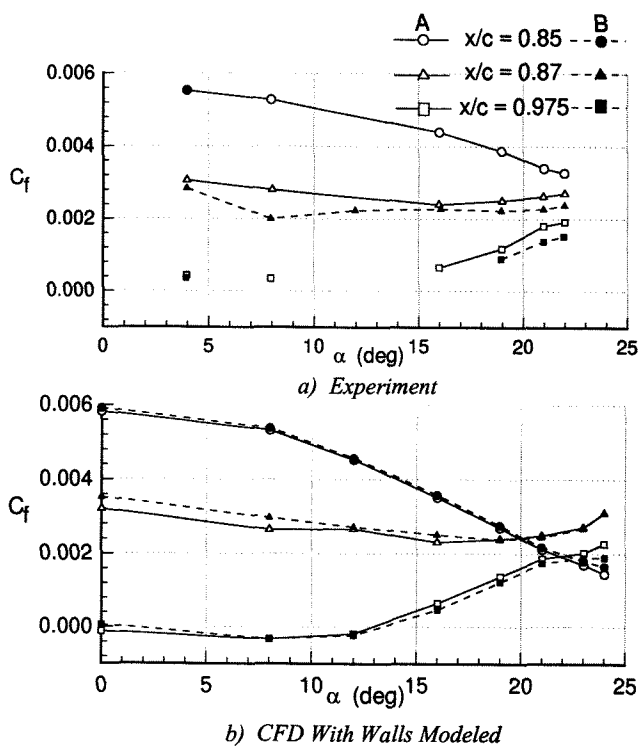 A B
x/c = 0.85
x/c = 0.87
x/c = 0.975
0.006
0.004
Cf
0.002
0.000
0 5 10 15 20 25
α (deg)
a) Experiment
0.006
0.004
Cf
0.002
0.000
0 5 10 15 20 25
α (deg)
b) CFD With Walls Modeled